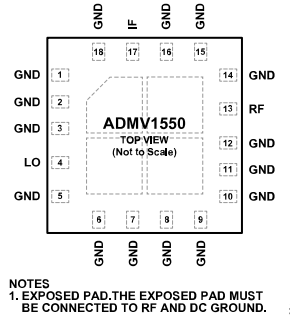 GND
IF
GND
GND
18
17
16
15
GND 1
14 GND
GND 2
13 RF
GND 3
ADMV1550
TOP VIEW
(Not to Scale)
12 GND
LO 4
11 GND
GND 5
10 GND
6
7
8
9
GND
GND
GND
GND
NOTES
1. EXPOSED PAD.THE EXPOSED PAD MUST
BE CONNECTED TO RF AND DC GROUND.